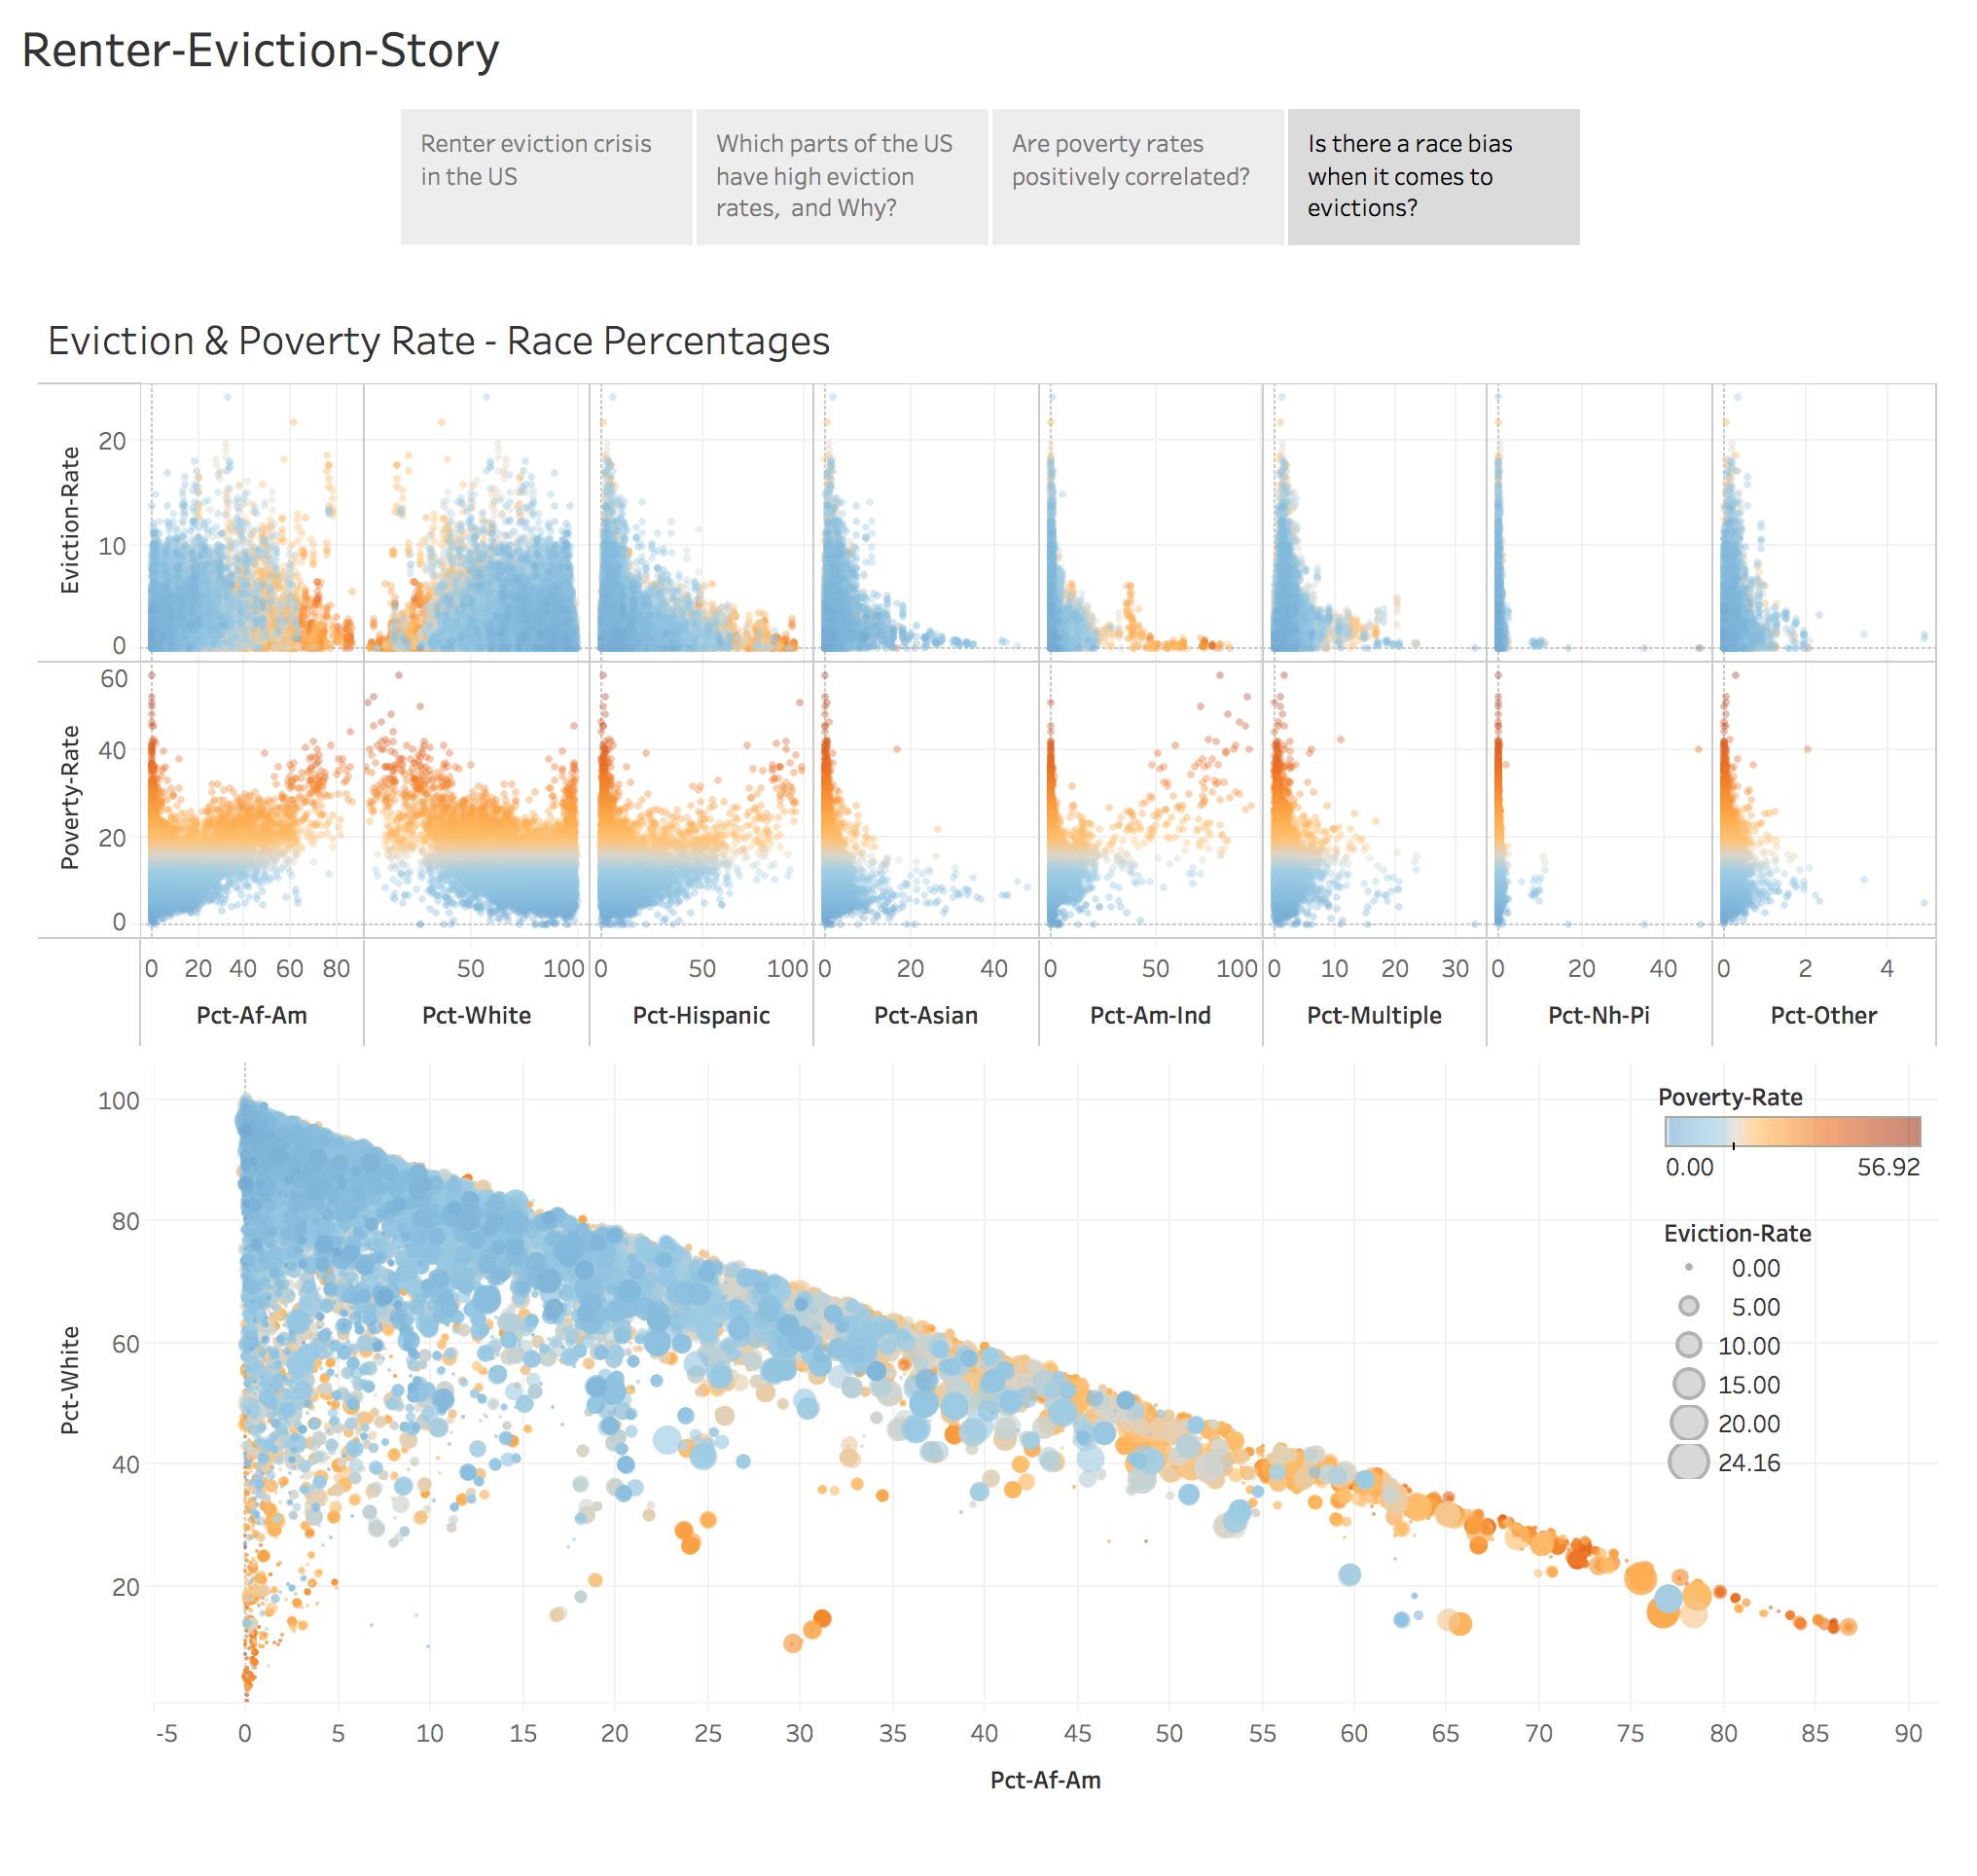 Renter-Eviction-Story
Renter eviction crisis
in the US
Which parts of the US
have high eviction
rates,  and Why?
Are poverty rates
positively correlated?
Is there a race bias
when it comes to
evictions?
Eviction & Poverty Rate - Race Percentages
Eviction-Rate
20
10
0
Poverty-Rate
60
40
20
0
0 20 40 60 80 50 100 0 50 100 0 20 40 0 50 100 0 10 20 30 0 20 40 0 2 4
Pct-Af-Am Pct-White Pct-Hispanic Pct-Asian Pct-Am-Ind Pct-Multiple Pct-Nh-Pi Pct-Other
Pct-White
100
80
60
40
20
Poverty-Rate
0.00 56.92
Eviction-Rate
0.00
5.00
10.00
15.00
20.00
24.16
-5 0 5 10 15 20 25 30 35 40 45 50 55 60 65 70 75 80 85 90
Pct-Af-Am